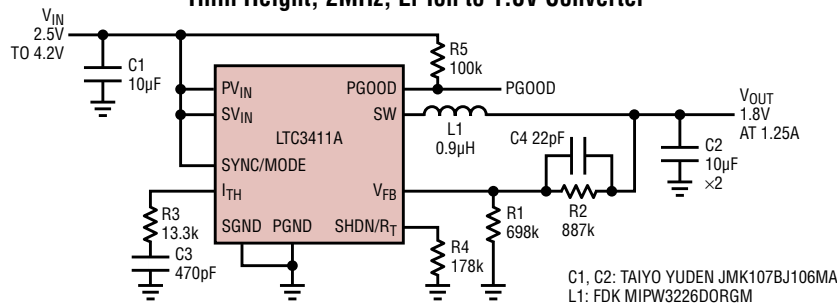 1mm Height, 2MHz, Li-Ion to 1.8V Converter
VIN
2.5V
TO 4.2V
C1
10µF
R5
100k
PVIN
SVIN
SYNC/MODE
ITH
LTC3411A
PGOOD
SW
VFB
SGND PGND SHDN/RT
PGOOD
L1
0.9µH
C4 22pF
VOUT
1.8V
AT 1.25A
C2
10µF
×2
R3
13.3k
C3
470pF
R4
178k
R1
698k
R2
887k
C1, C2: TAIYO YUDEN JMK107BJ106MA
L1: FDK MIPW3226DORGM